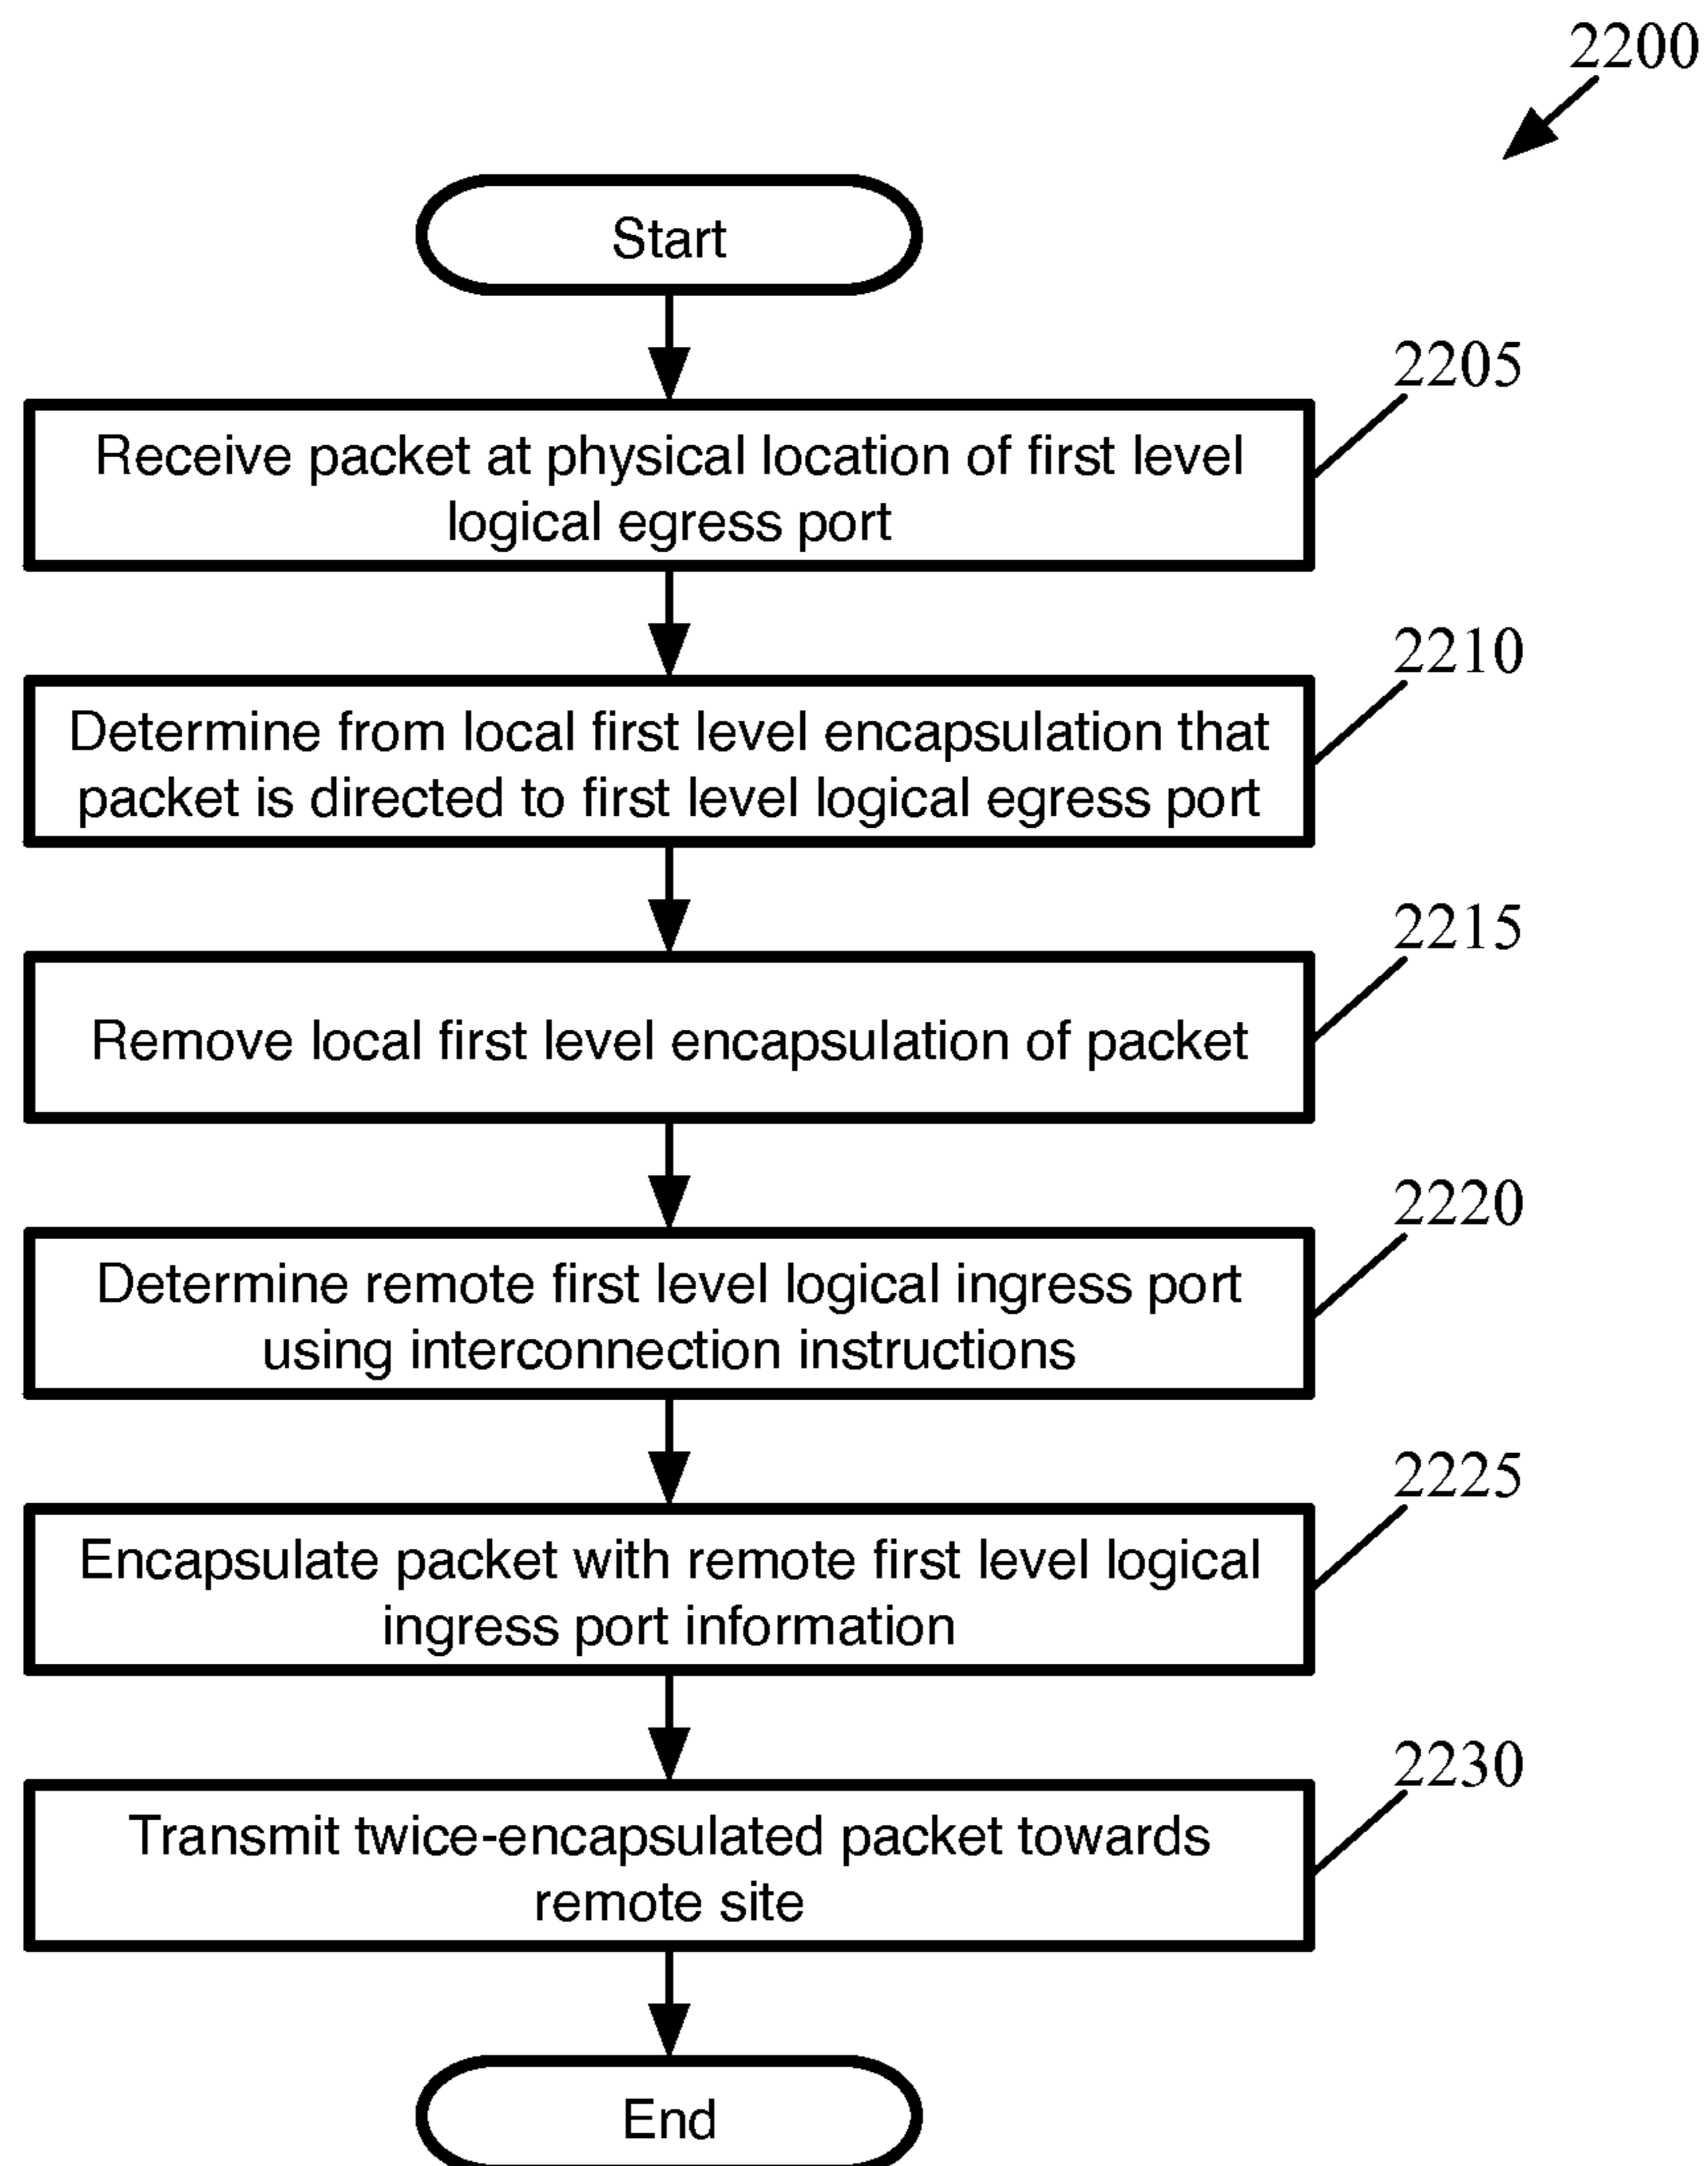 2200
Start
2205
Receive packet at physical location of first level
logical egress port
2210
Determine from local first level encapsulation that
packet is directed to first level logical egress port
2215
Remove local first level encapsulation of packet
2220
Determine remote first level logical ingress port
using interconnection instructions
2225
Encapsulate packet with remote first level logical
ingress port information
2230
Transmit twice-encapsulated packet towards
remote site
End